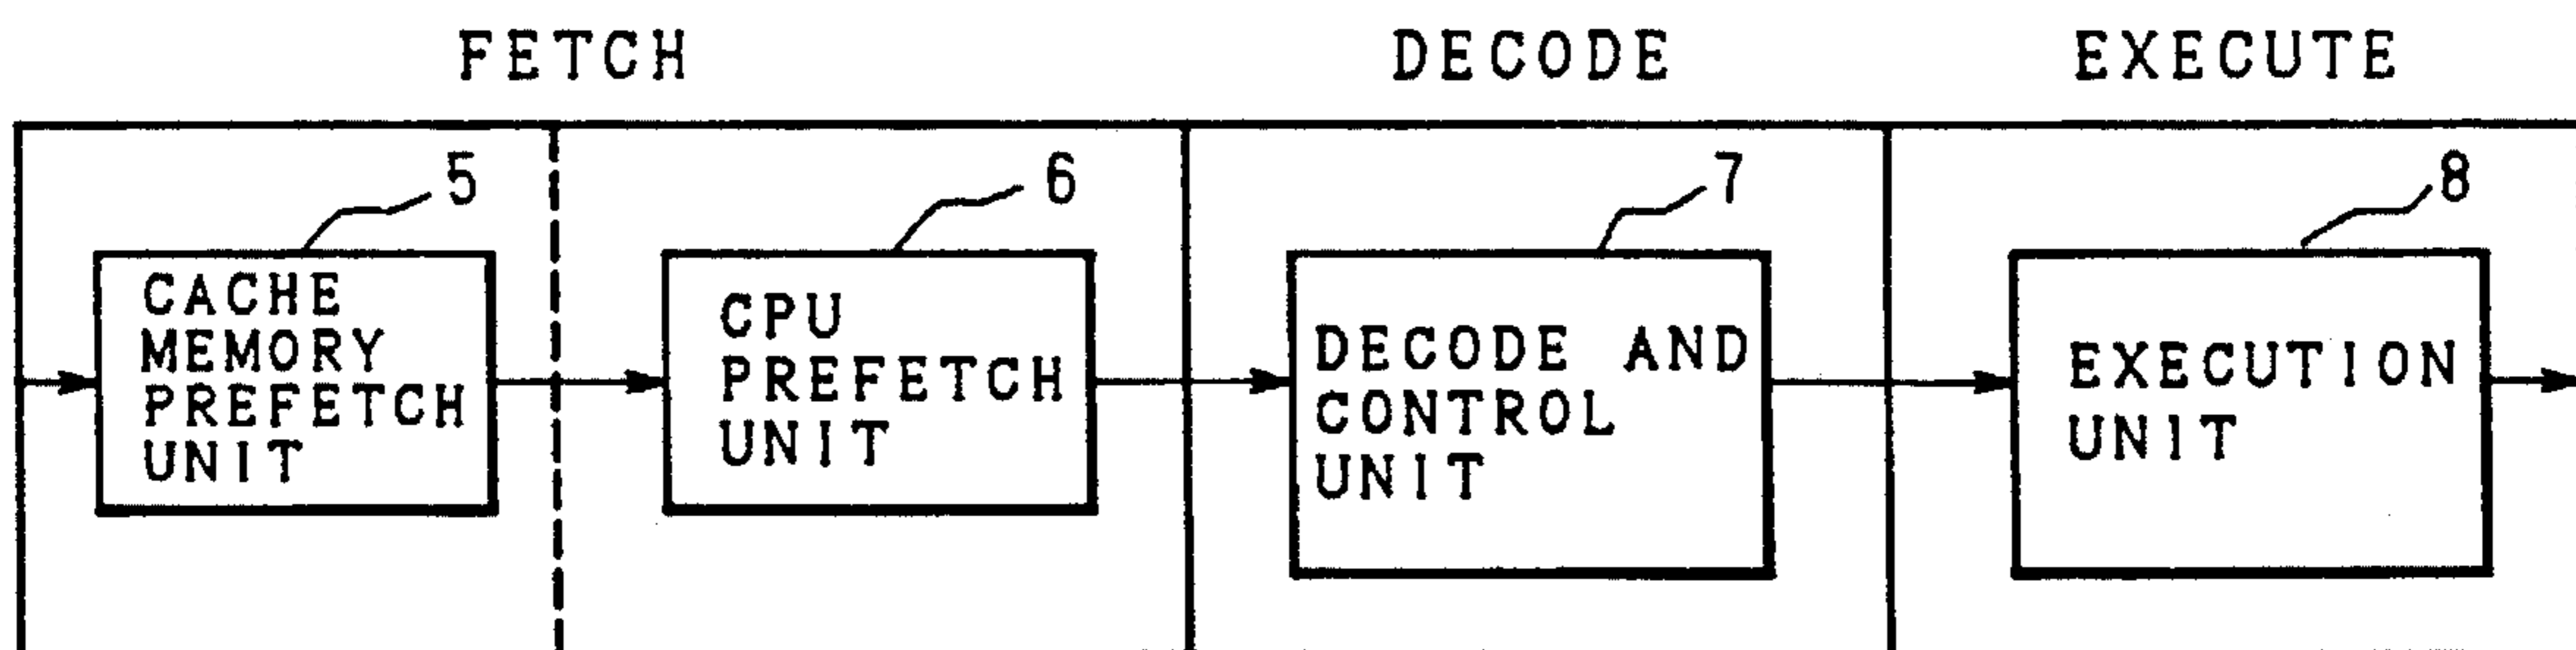 FETCH
DECODE
EXECUTE
5
6
7
8
CACHE
MEMORY
PREFETCH
UNIT
CPU
PREFETCH
UNIT
DECODE AND
CONTROL
UNIT
EXECUTION
UNIT